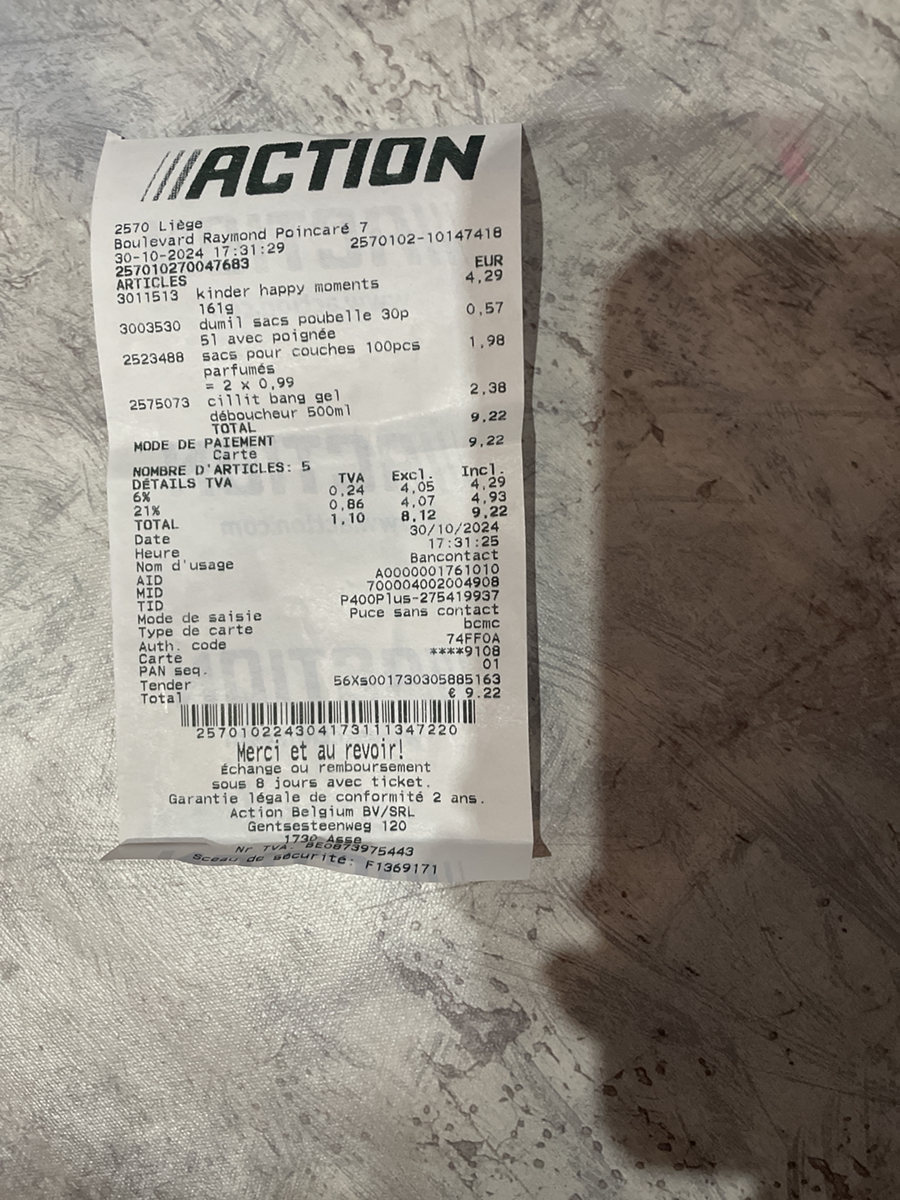 ACTION
2570 Liège
Boulevard Raymond Poincaré 7
30-10-2024 17:31:29 2570102-10147418
257010270047683
ARTICLES EUR
3011513 kinder happy moments 4,29
161g
3003530 dumil sacs poubelle 30p 0,57
5l avec poignée
2523488 sacs pour couches 100pcs 1,98
parfumés
= 2 x 0,99
2575073 cillit bang gel 2,38
déboucheur 500ml
TOTAL 9,22
MODE DE PAIEMENT
Carte 9,22
NOMBRE D'ARTICLES: 5
DÉTAILS TVA TVA Excl. Incl.
6% 0,24 4,05 4,29
21% 0,86 4,07 4,93
TOTAL 1,10 8,12 9,22
Date 30/10/2024
Heure 17:31:25
Nom d'usage Bancontact
AID A0000001761010
MID 700004002004908
TID P400Plus-275419937
Mode de saisie Puce sans contact
Type de carte bcmc
Auth. code 74FF0A
Carte ****9108
PAN seq. 01
Tender 56Xs001730305885163
Total € 9.22
257010224304173111347220
Merci et au revoir!
Échange ou remboursement
sous 8 jours avec ticket.
Garantie légale de conformité 2 ans.
Action Belgium BV/SRL
Gentsesteenweg 120
1730 Asse
Nr TVA: BE0873975443
Sceau de sécurité: F1369171